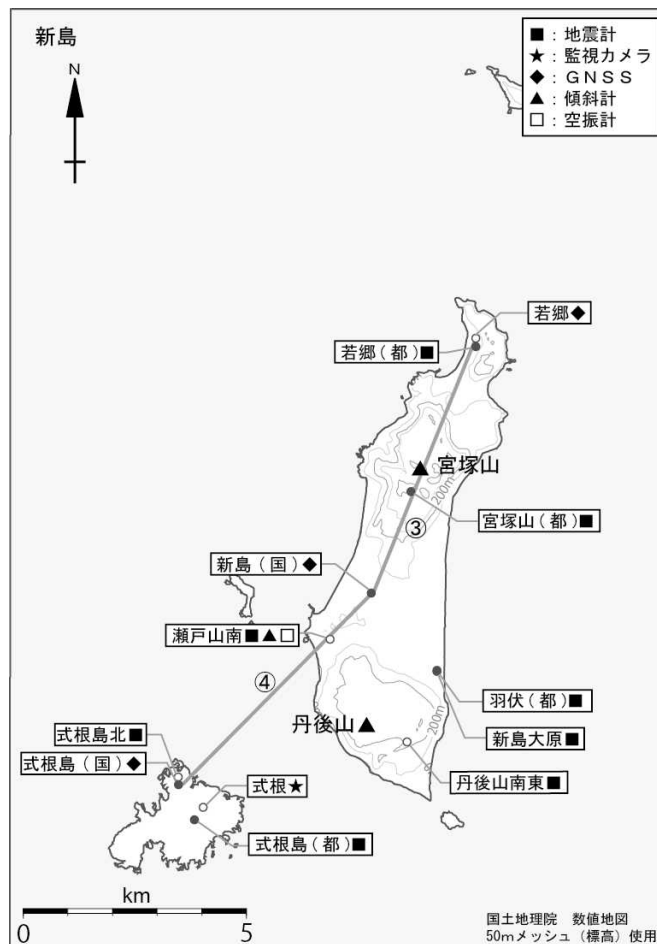 新島
N
■：地震計
★：監視カメラ
◆：ＧＮＳＳ
▲：傾斜計
□：空振計
若郷◆
若郷（都）■
宮塚山
200m
宮塚山（都）■
③
新島（国）◆
瀬戸山南■▲□
④
羽伏（都）■
丹後山
200m
新島大原■
式根島北■
式根島（国）◆
式根★
丹後山南東■
式根島（都）■
km
0 5
国土地理院 数値地図
50mメッシュ（標高）使用